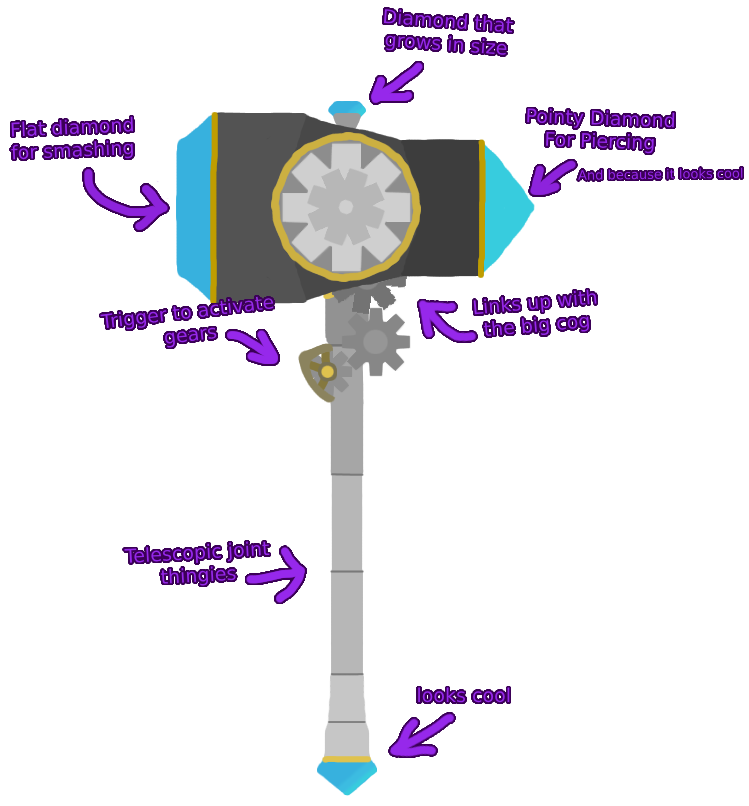 Diamond that
grows in size
Flat diamond
for smashing
Pointy Diamond
For Piercing
And because it looks cool
Trigger to activate
gears
Links up with
the big cog
Telescopic joint
thingies
looks cool